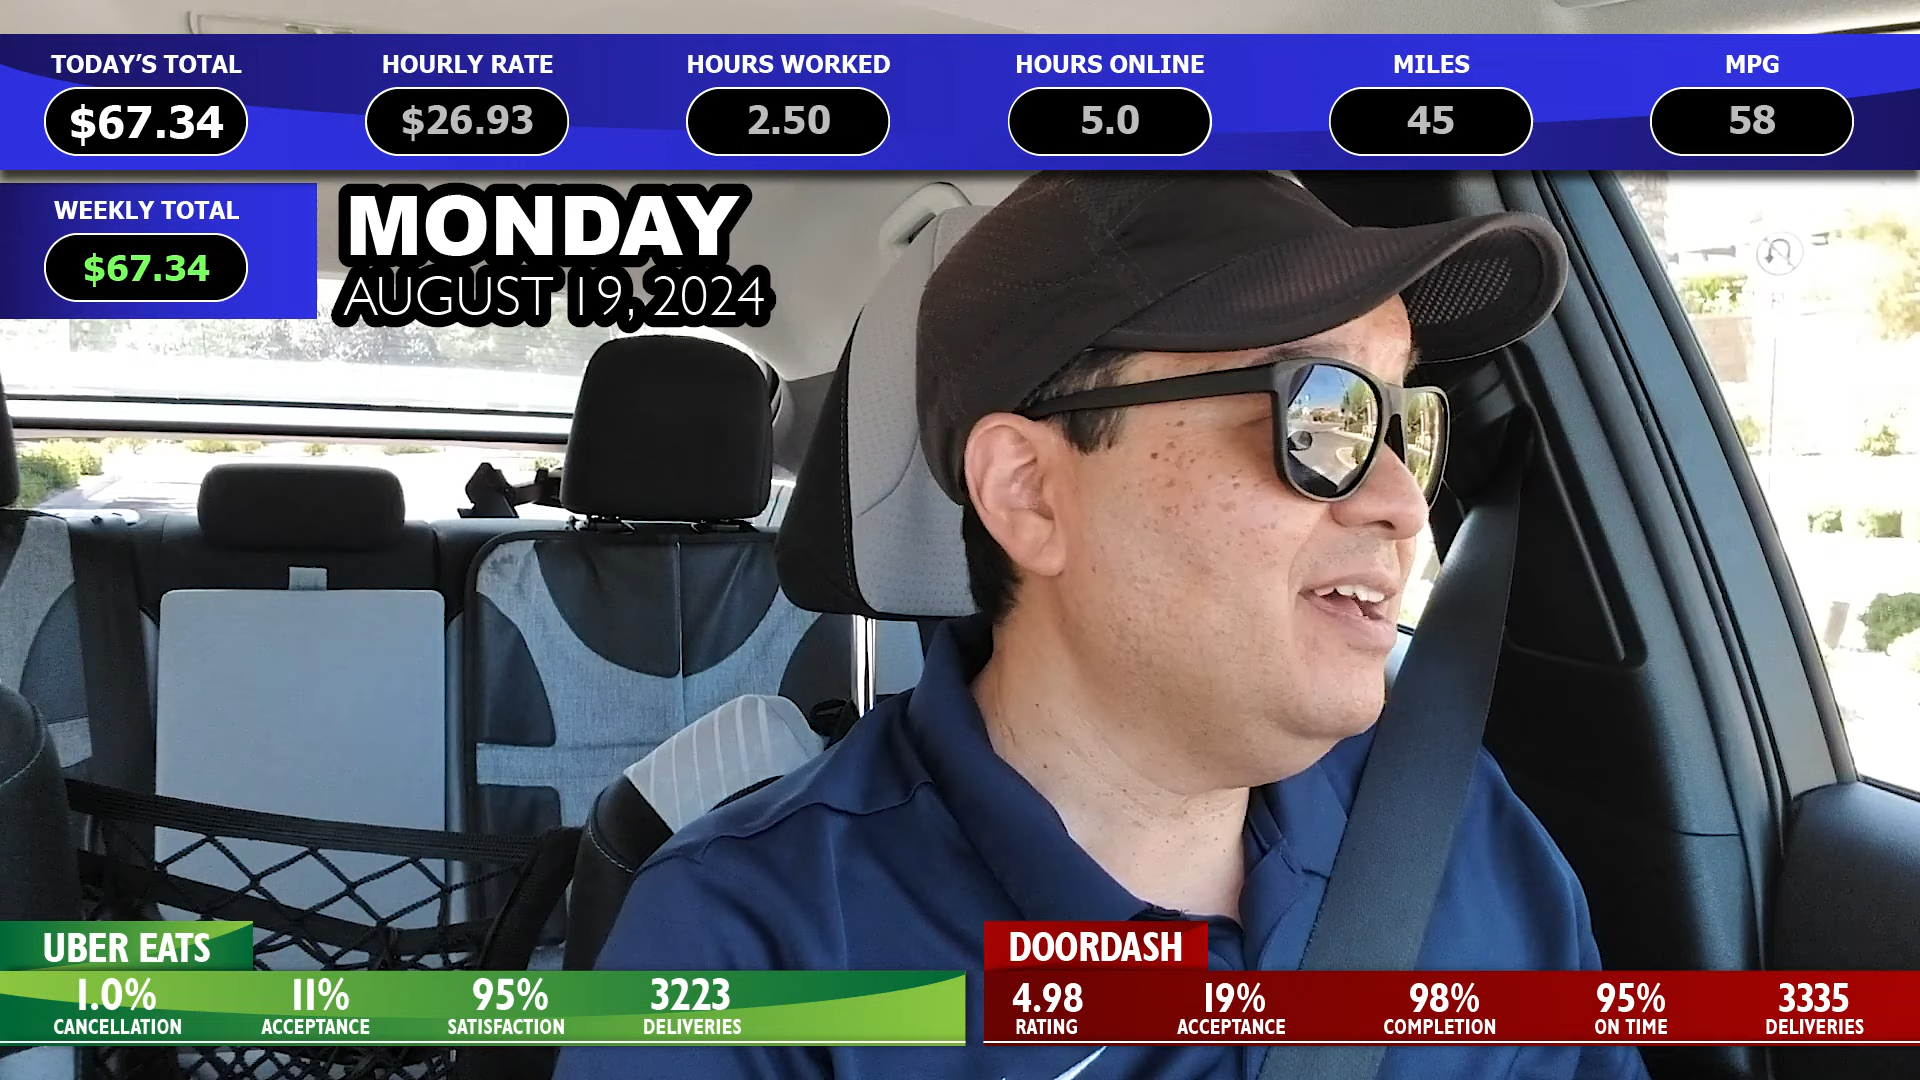 TODAY'S TOTAL
$67.34
HOURLY RATE
$26.93
HOURS WORKED
2.50
HOURS ONLINE
5.0
MILES
45
MPG
58
WEEKLY TOTAL
$67.34
MONDAY
AUGUST 19, 2024
UBER EATS
1.0%
CANCELLATION
11%
ACCEPTANCE
95%
SATISFACTION
3223
DELIVERIES
DOORDASH
4.98
RATING
19%
ACCEPTANCE
98%
COMPLETION
95%
ON TIME
3335
DELIVERIES